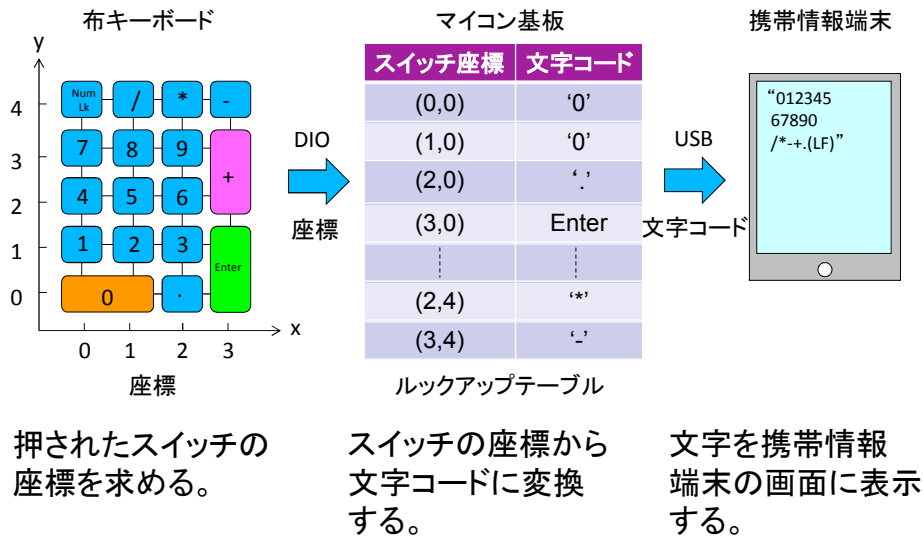 布キーボード
y
4
3
2
1
0
Num
Lk
/
*
-
7
8
9
+
4
5
6
1
2
3
Enter
0
.
x
0
1
2
3
座標
DIO
座標
マイコン基板
スイッチ座標 文字コード
(0,0) ‘0’
(1,0) ‘0’
(2,0) ‘.’
(3,0) Enter
(2,4) ‘*’
(3,4) ‘-’
ルックアップテーブル
USB
文字コード
携帯情報端末
“012345
67890
/*-+.(LF)”
押されたスイッチの
座標を求める。
スイッチの座標から
文字コードに変換
する。
文字を携帯情報
端末の画面に表示
する。